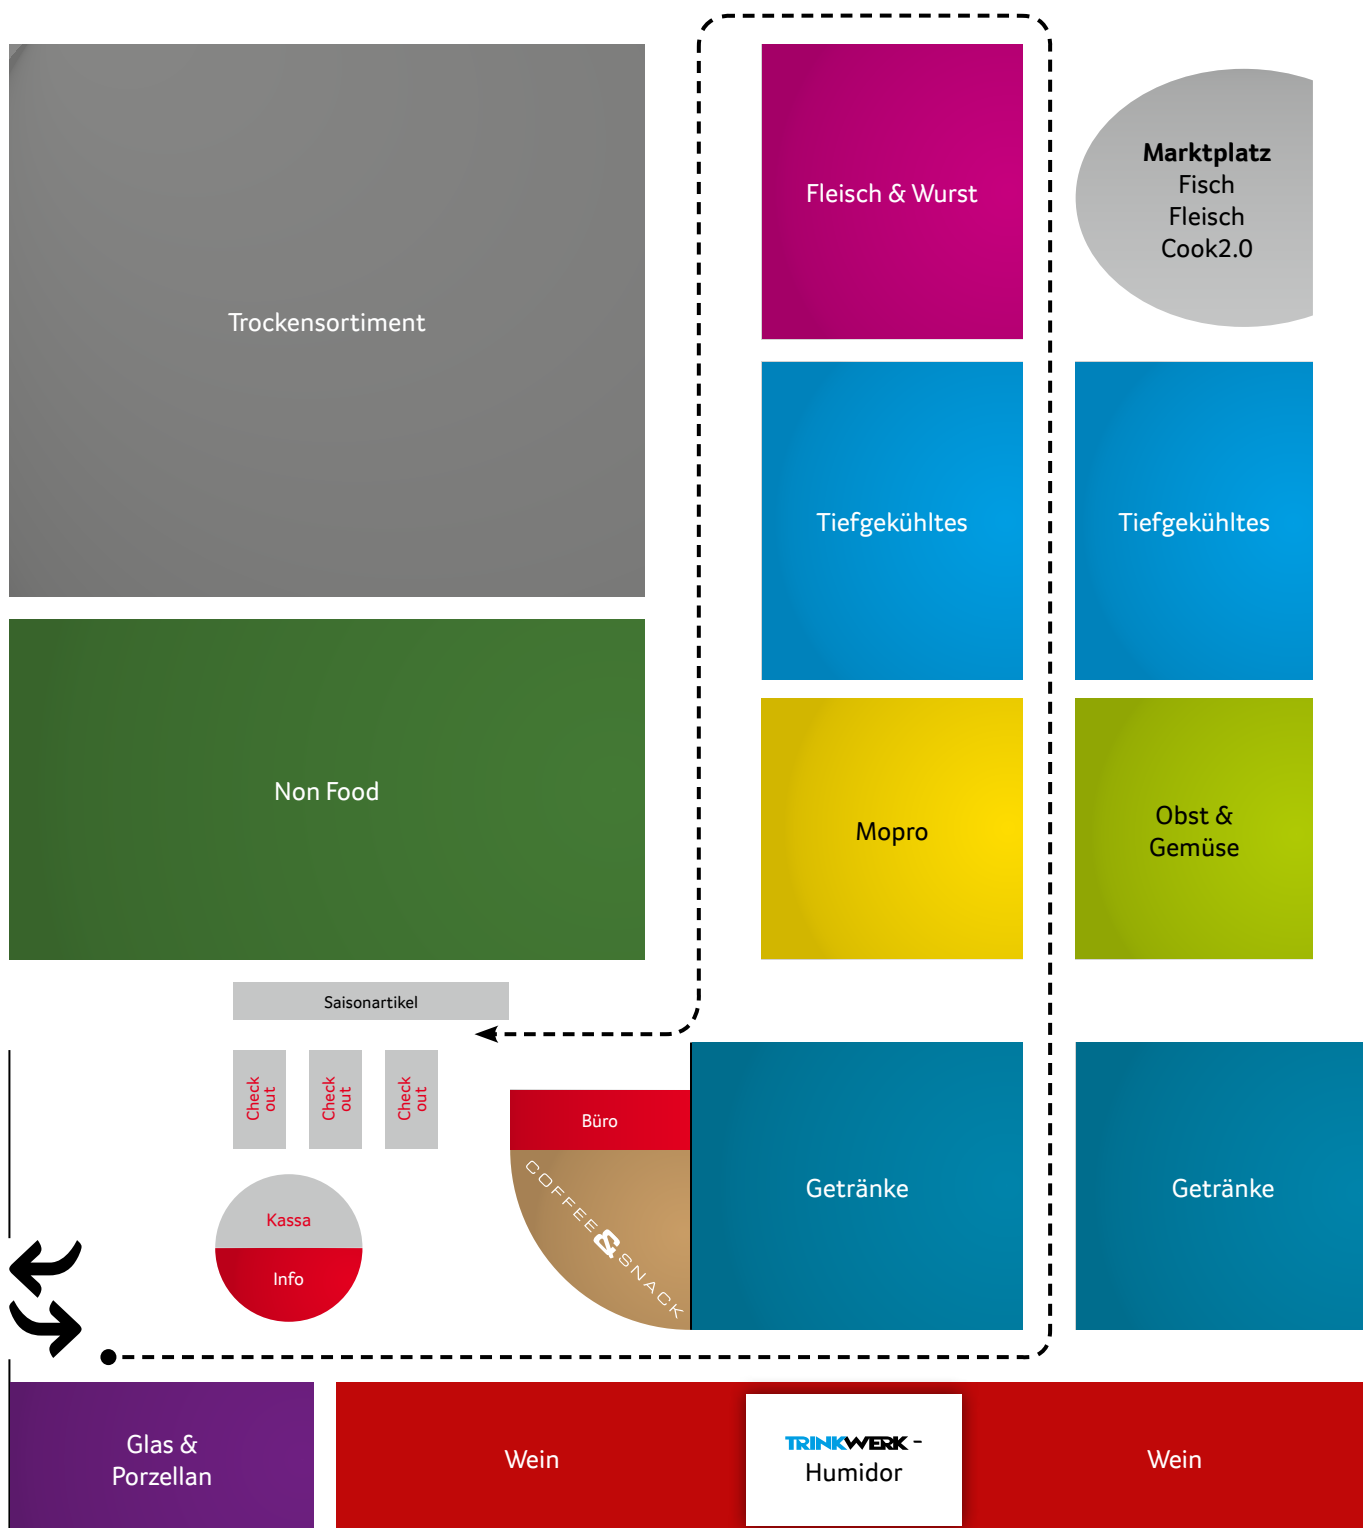 Fleisch & Wurst
Marktplatz
Fisch
Fleisch
Cook2.0
Trockensortiment
Tiefgekühltes
Tiefgekühltes
Non Food
Mopro
Obst &
Gemüse
Saisonartikel
Check
out
Check
out
Check
out
Büro
COFFEE & SNACK
Getränke
Getränke
Kassa
Info
Glas &
Porzellan
Wein
TRINKWERK -
Humidor
Wein